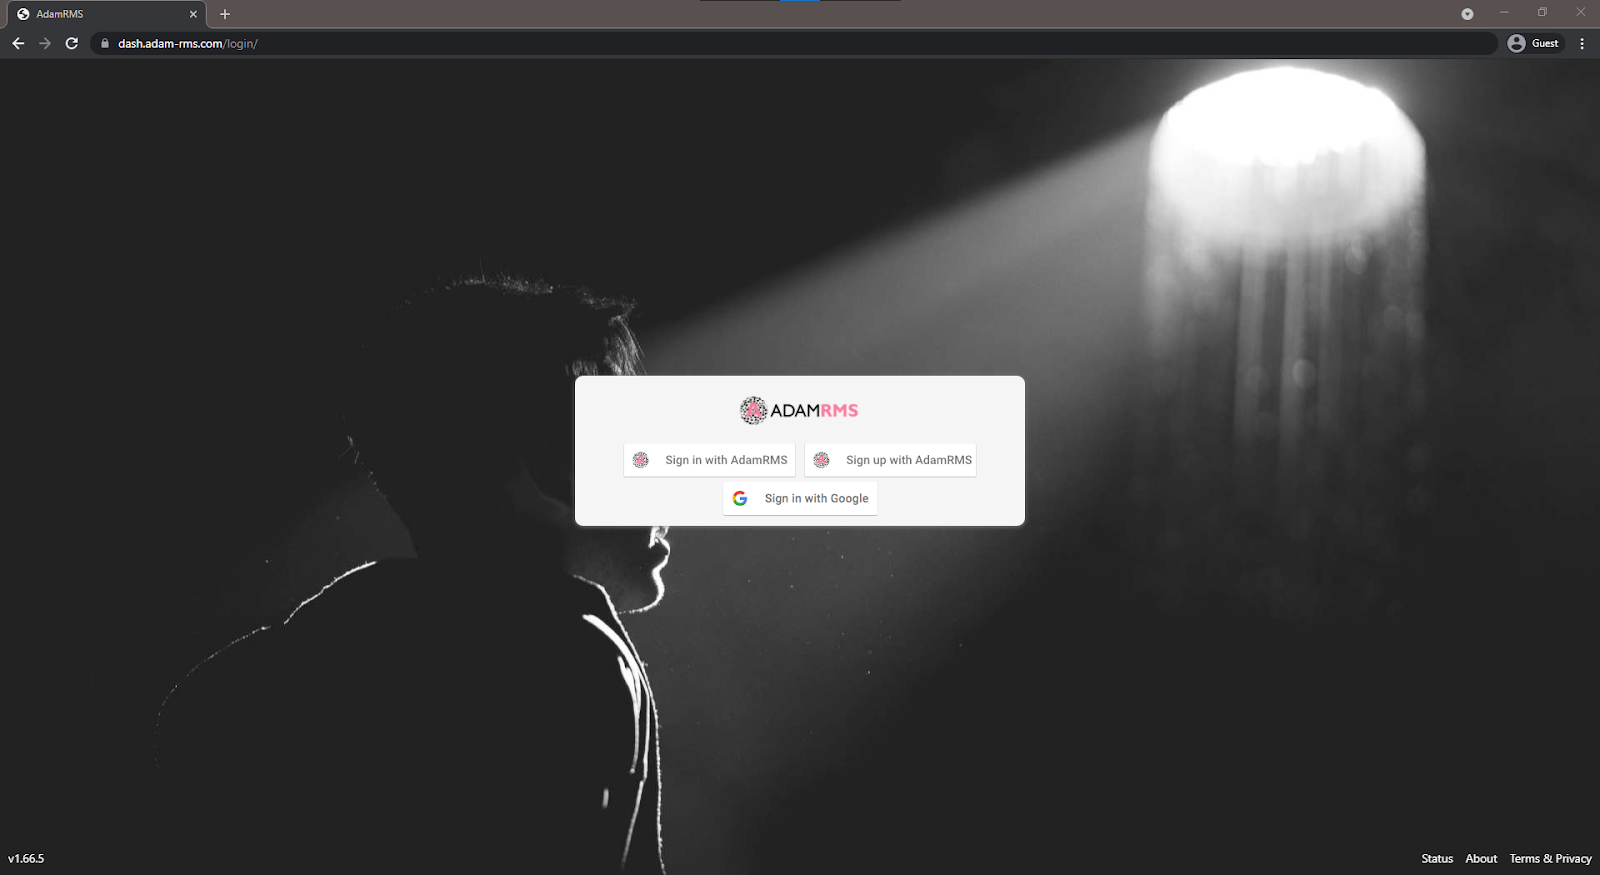 AdamRMS
dash.adam-rms.com/login/
Guest
ADAMRMS
Sign in with AdamRMS
Sign up with AdamRMS
Sign in with Google
v1.66.5
Status About Terms & Privacy